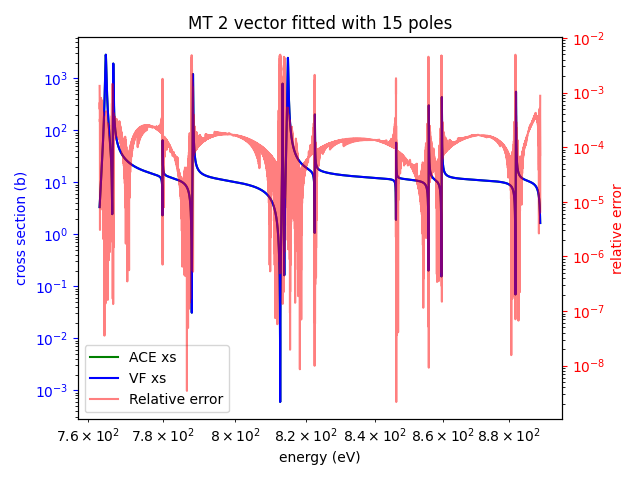 MT 2 vector fitted with 15 poles
10³
10²
10¹
10⁰
10⁻¹
10⁻²
10⁻³
cross section (b)
10⁻²
10⁻³
10⁻⁴
10⁻⁵
10⁻⁶
10⁻⁷
10⁻⁸
relative error
ACE xs
VF xs
Relative error
7.6 × 10² 7.8 × 10² 8 × 10² 8.2 × 10² 8.4 × 10² 8.6 × 10² 8.8 × 10²
energy (eV)